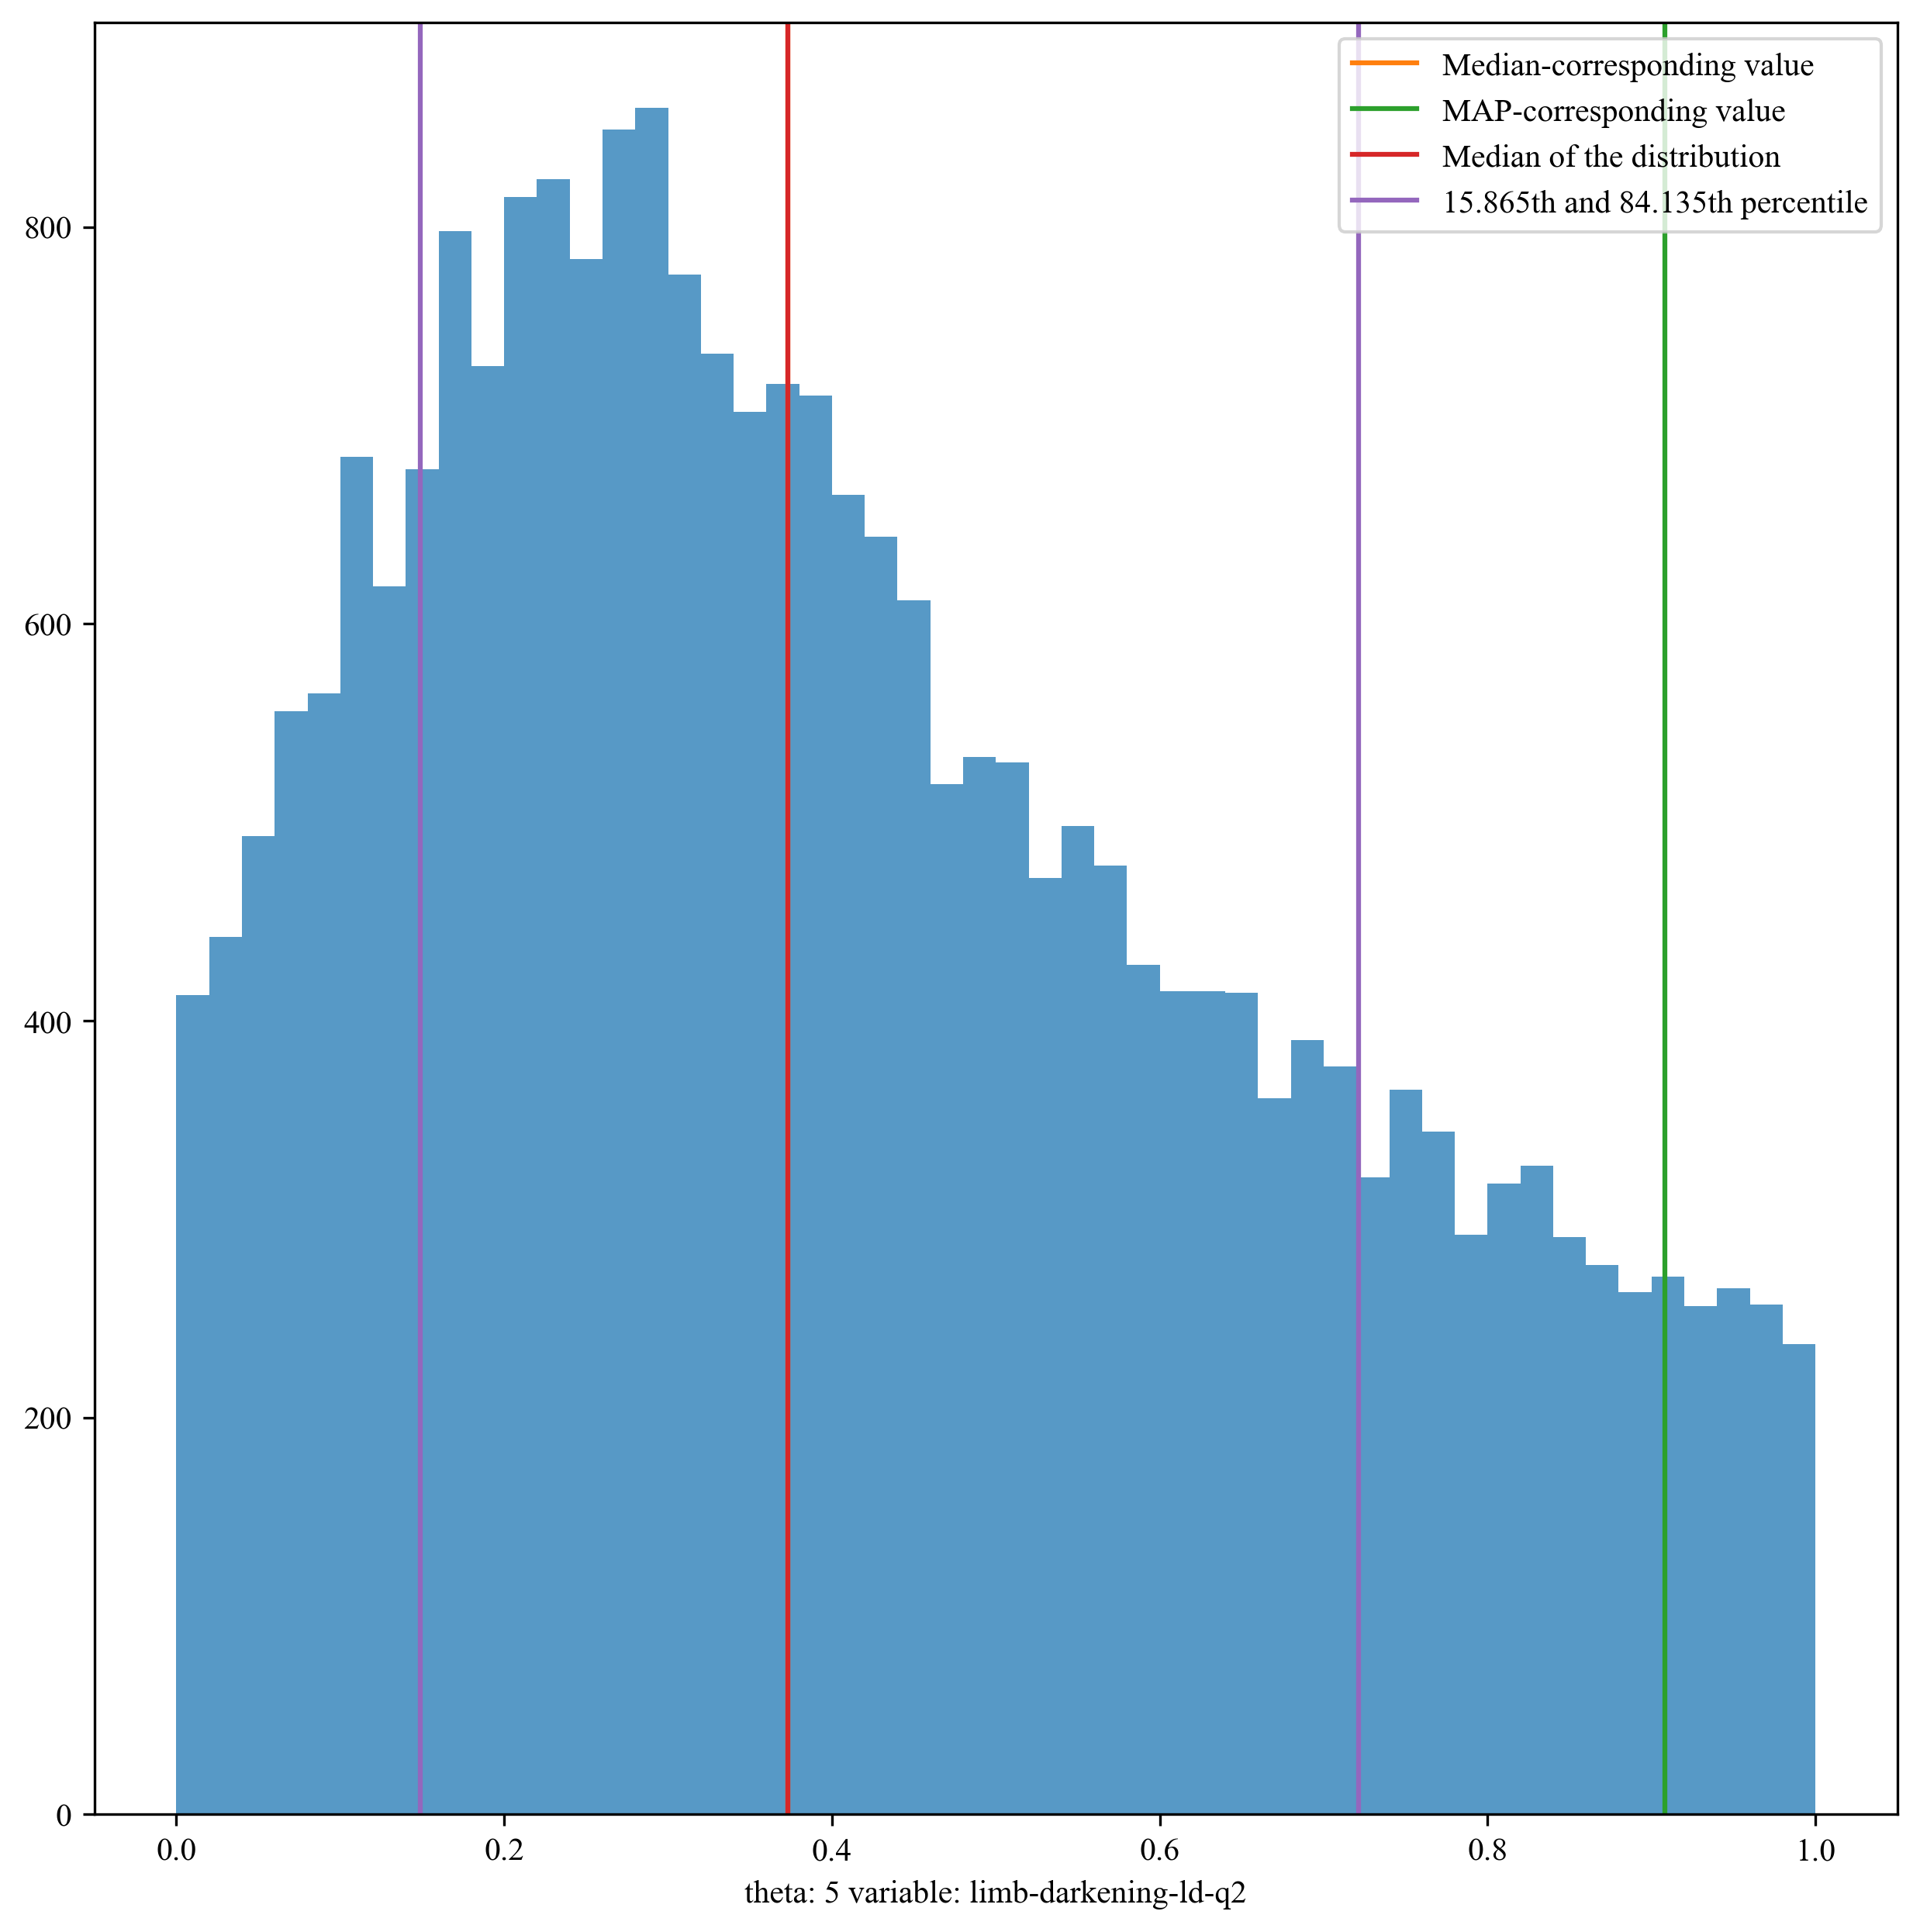 Median-corresponding value
MAP-corresponding value
Median of the distribution
15.865th and 84.135th percentile
800
600
400
200
0
0.0 0.2 0.4 0.6 0.8 1.0
theta: 5 variable: limb-darkening-ld-q2